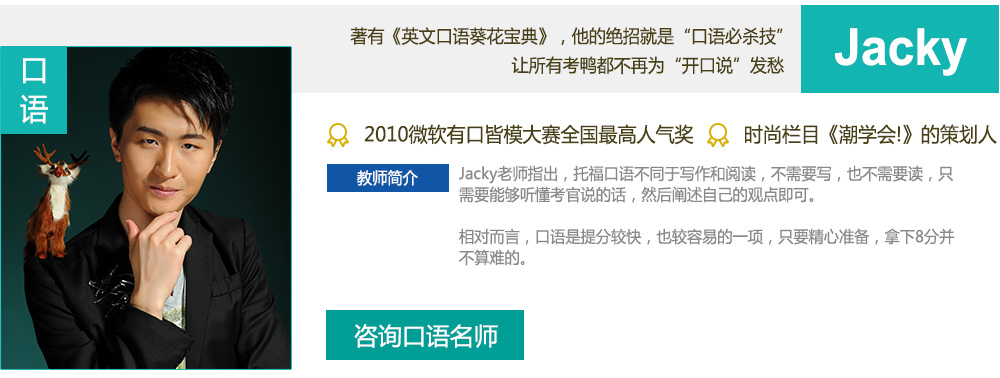 口语
著有《英文口语葵花宝典》，他的绝招就是“口语必杀技”
让所有考鸭都不再为“开口说”发愁
Jacky
2010微软有口皆模大赛全国最高人气奖
时尚栏目《潮学会!》的策划人
教师简介
Jacky老师指出，托福口语不同于写作和阅读，不需要写，也不需要读，只
需要能够听懂考官说的话，然后阐述自己的观点即可。
相对而言，口语是提分较快，也较容易的一项，只要精心准备，拿下8分并
不算难的。
咨询口语名师